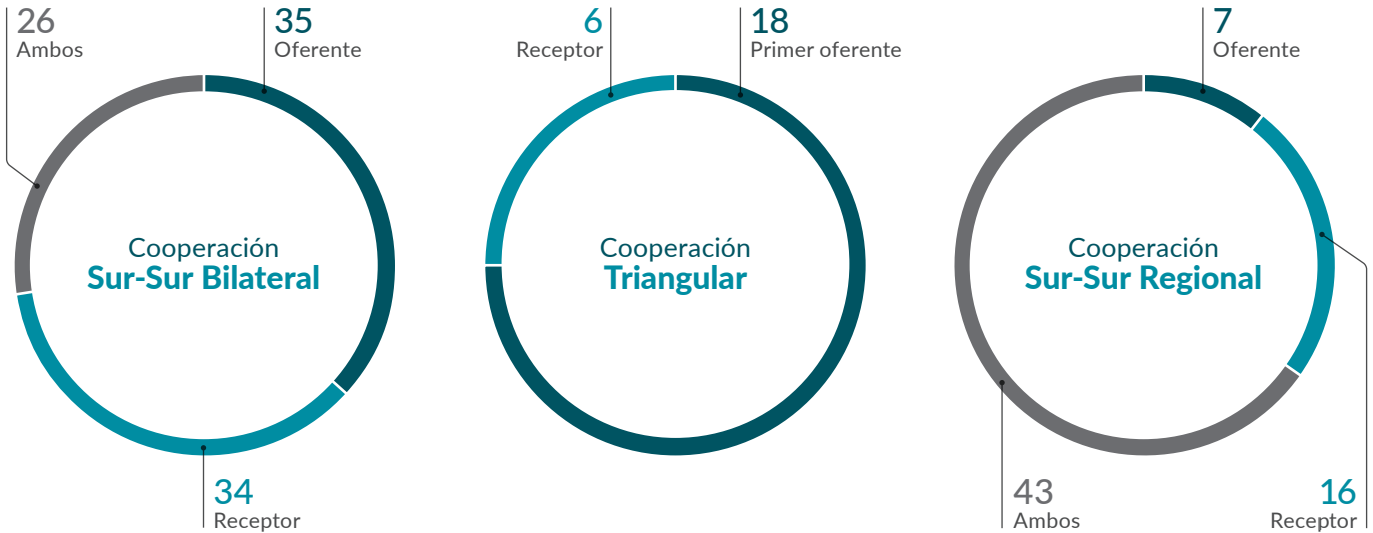 26
Ambos
35
Oferente
Cooperación
Sur-Sur Bilateral
34
Receptor
6
Receptor
18
Primer oferente
Cooperación
Triangular
7
Oferente
Cooperación
Sur-Sur Regional
43
Ambos
16
Receptor